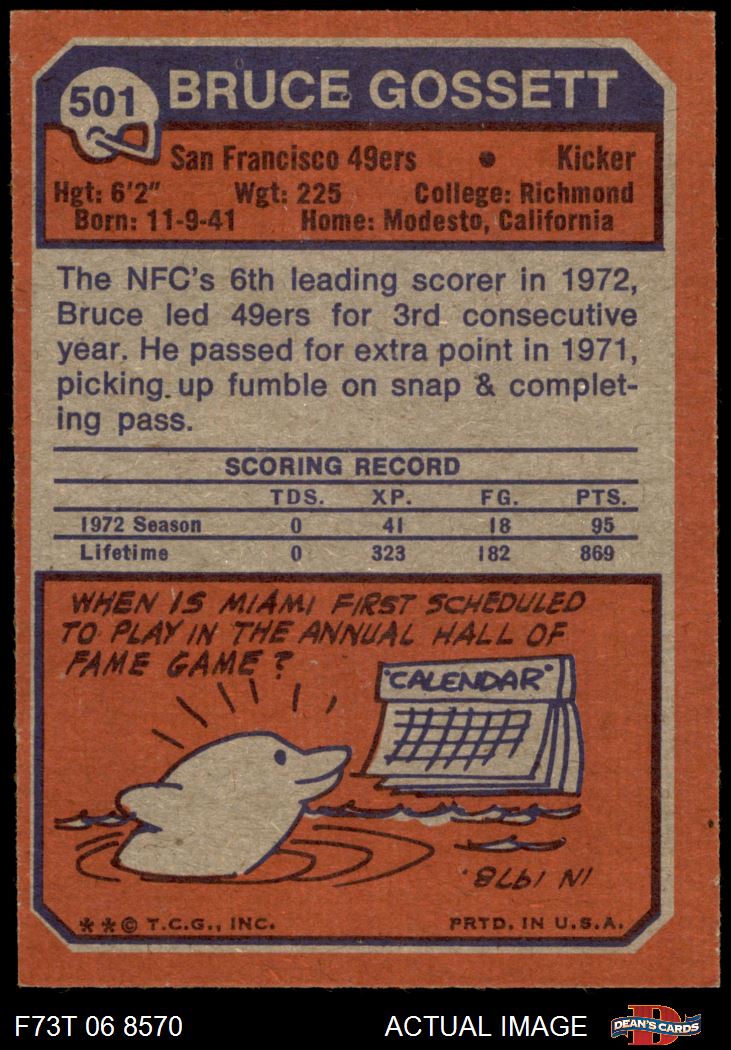 501 BRUCE GOSSETT
San Francisco 49ers • Kicker
Hgt: 6'2" Wgt: 225 College: Richmond
Born: 11-9-41 Home: Modesto, California
The NFC's 6th leading scorer in 1972,
Bruce led 49ers for 3rd consecutive
year. He passed for extra point in 1971,
picking up fumble on snap & complet-
ing pass.
SCORING RECORD
TDS. XP. FG. PTS.
1972 Season 0 41 18 95
Lifetime 0 323 182 869
WHEN IS MIAMI FIRST SCHEDULED
TO PLAY IN THE ANNUAL HALL OF
FAME GAME?
"CALENDAR"
IN 1978.
**© T.C.G., INC. PRTD. IN U.S.A.
F73T 06 8570 ACTUAL IMAGE D DEAN'S CARDS